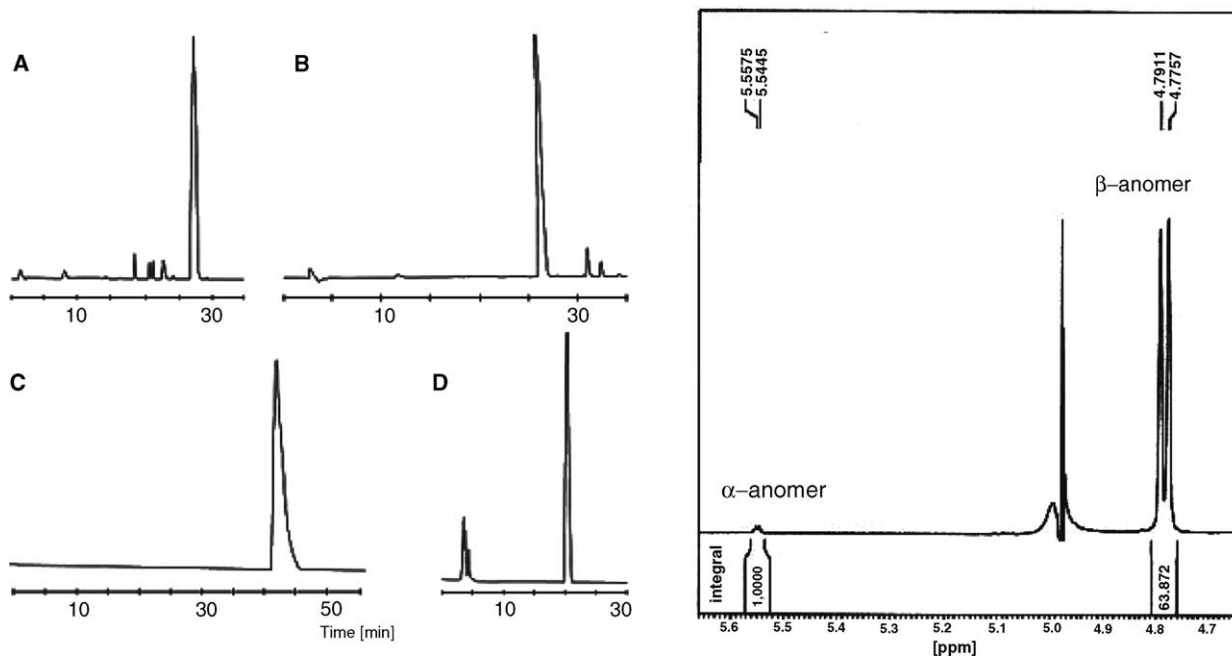 A
B
10 30
10 30
C
D
10 30 50
10 30
Time [min]
5.5575
5.5445
4.7911
4.7757
β–anomer
α–anomer
integral
1,0000
63.872
5.6 5.5 5.4 5.3 5.2 5.1 5.0 4.9 4.8 4.7
[ppm]